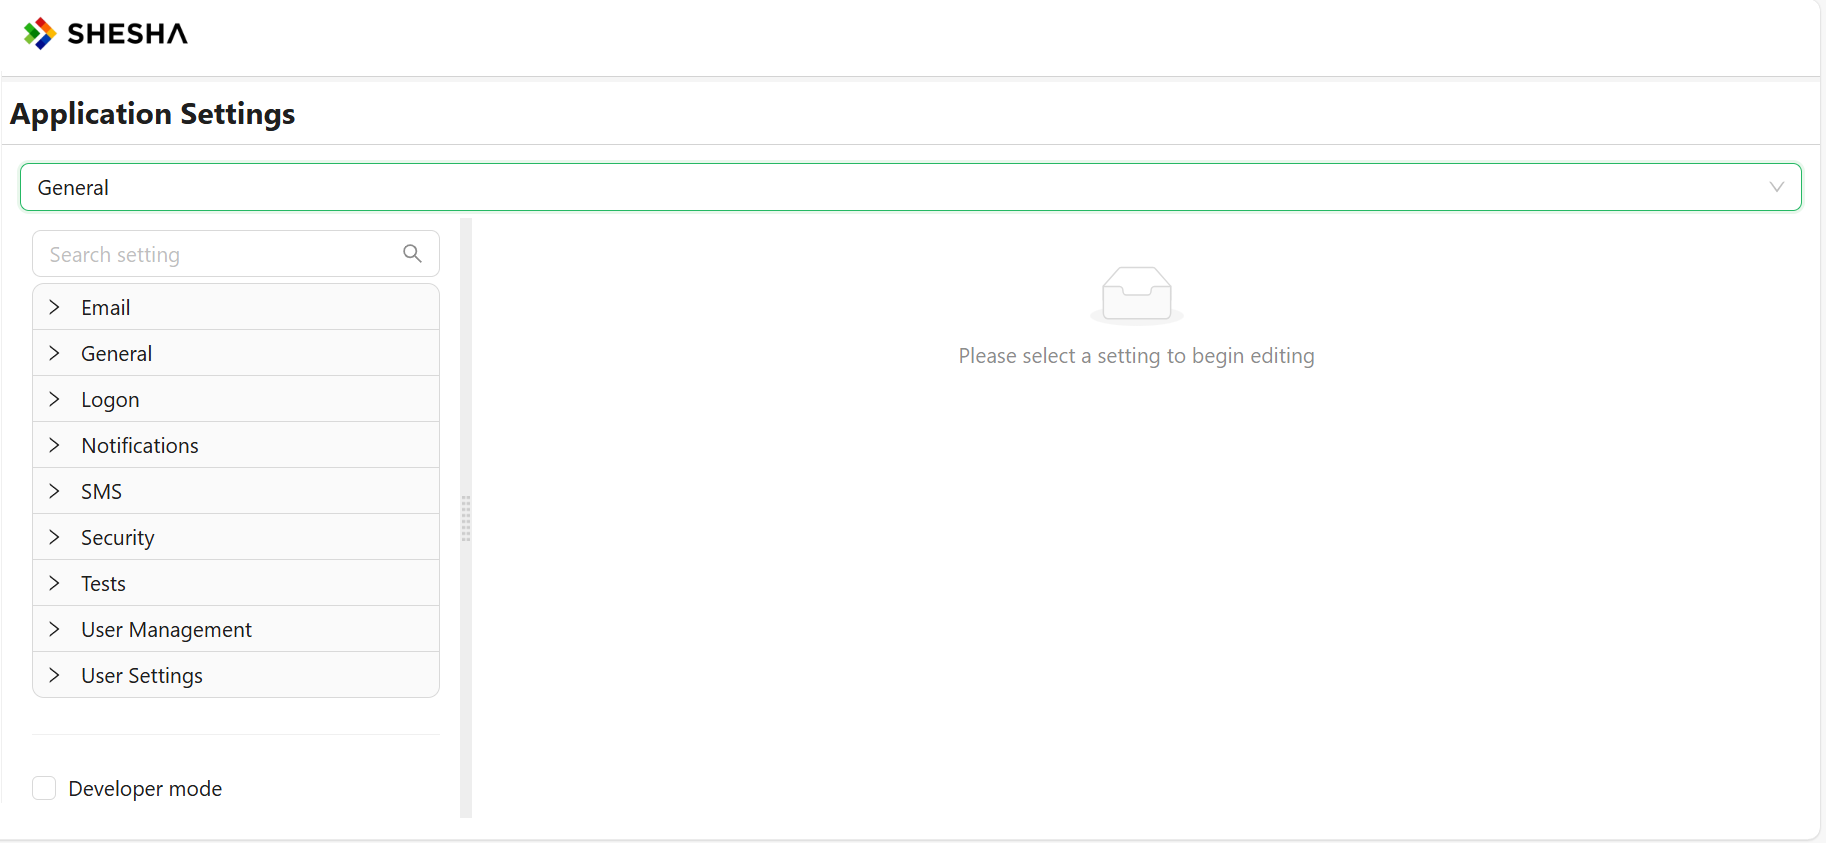 SHESHA
Application Settings
General
Search setting
Email
General
Logon
Notifications
SMS
Security
Tests
User Management
User Settings
Developer mode
Please select a setting to begin editing